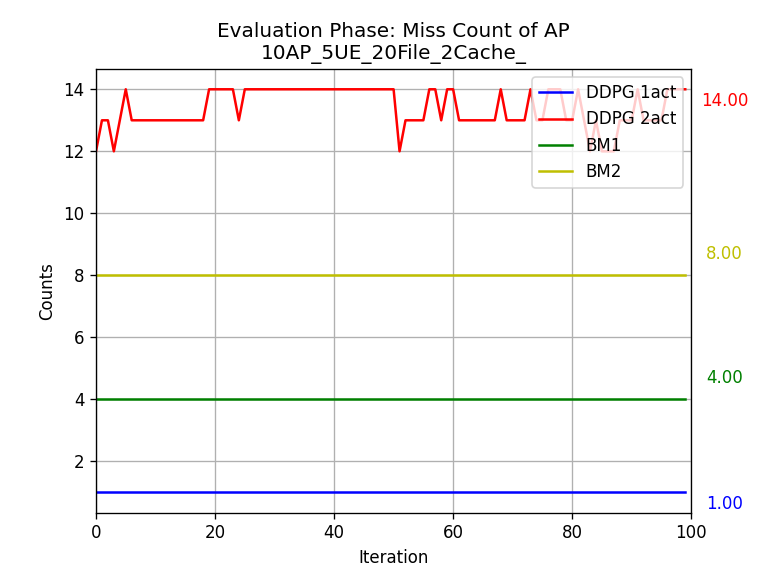 Evaluation Phase: Miss Count of AP
10AP_5UE_20File_2Cache_
14
12
10
8
6
4
2
Counts
0 20 40 60 80 100
Iteration
DDPG 1act
DDPG 2act
BM1
BM2
14.00
8.00
4.00
1.00